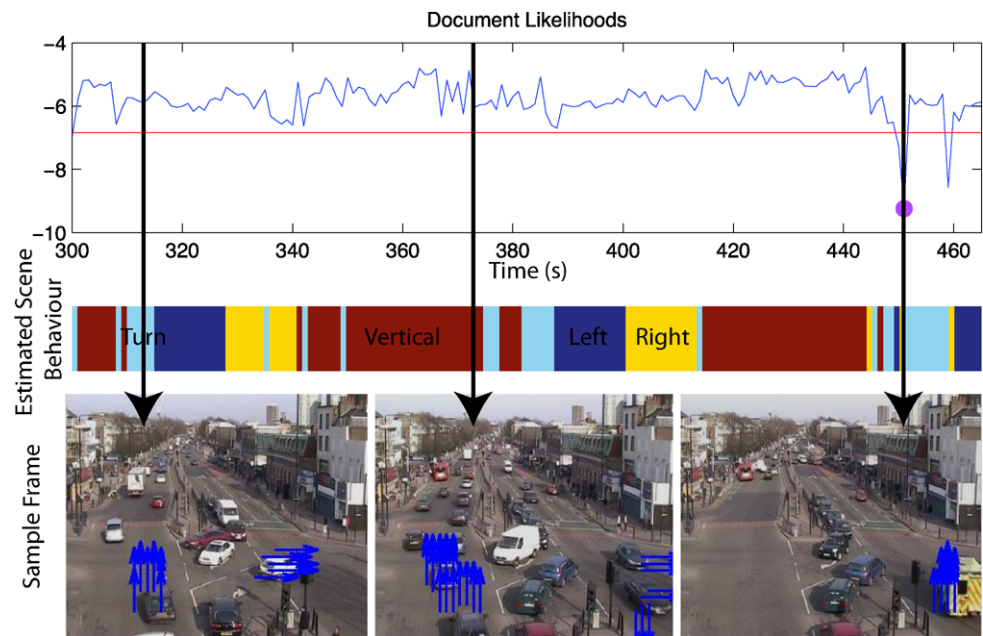 Document Likelihoods
-4
-6
-8
-10
300 320 340 360 380 400 420 440 460
Time (s)
Estimated Scene
Behaviour
Turn Vertical Left Right
Sample Frame